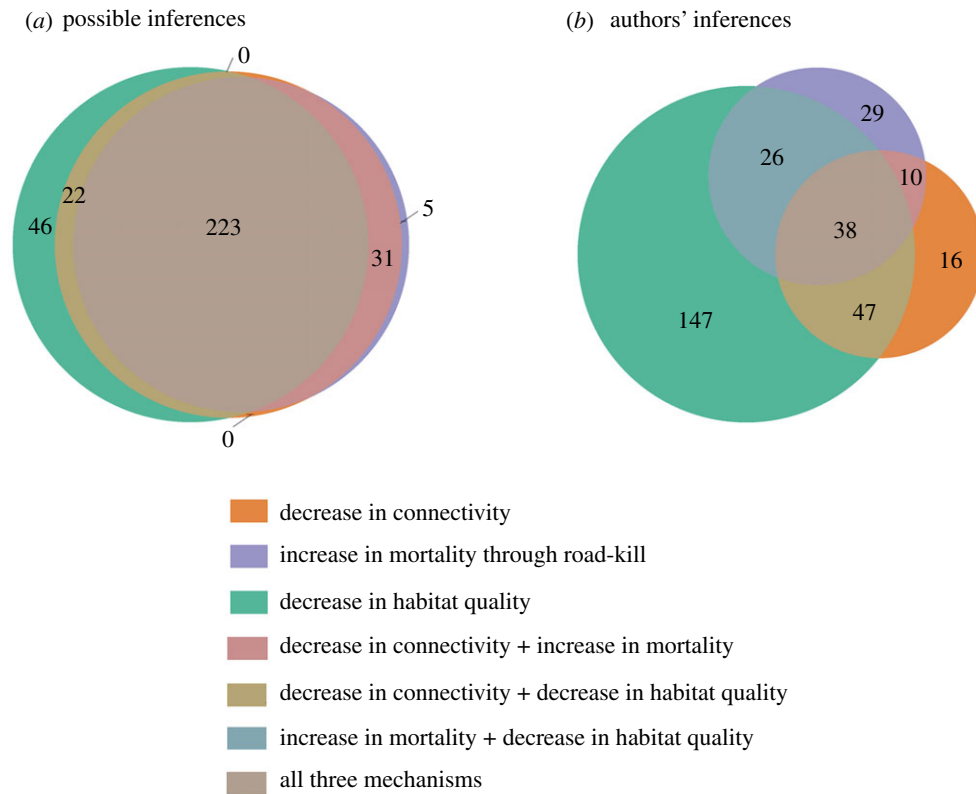 (a) possible inferences
(b) authors' inferences
0
46
22
223
5
31
0
29
26
10
38
16
147
47
decrease in connectivity
increase in mortality through road-kill
decrease in habitat quality
decrease in connectivity + increase in mortality
decrease in connectivity + decrease in habitat quality
increase in mortality + decrease in habitat quality
all three mechanisms